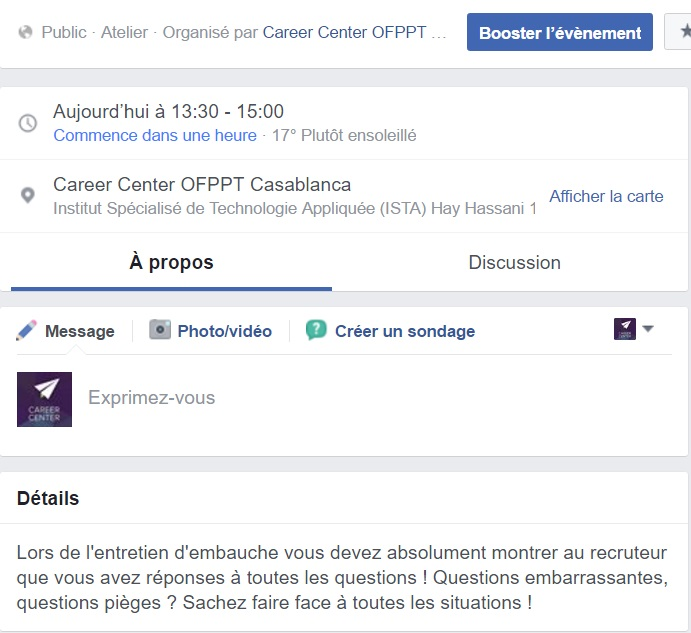 Public · Atelier · Organisé par Career Center OFPPT ...
Booster l'évènement
Aujourd'hui à 13:30 - 15:00
Commence dans une heure · 17° Plutôt ensoleillé
Career Center OFPPT Casablanca
Afficher la carte
Institut Spécialisé de Technologie Appliquée (ISTA) Hay Hassani 1
À propos
Discussion
Message
Photo/vidéo
Créer un sondage
CAREER
CENTER
Exprimez-vous
Détails
Lors de l'entretien d'embauche vous devez absolument montrer au recruteur
que vous avez réponses à toutes les questions ! Questions embarrassantes,
questions pièges ? Sachez faire face à toutes les situations !